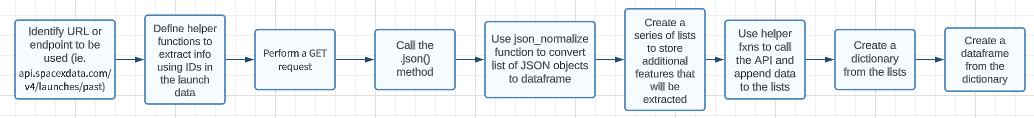 Identify URL or
endpoint to be
used (ie.
api.spacexdata.com/
v4/launches/past)
Define helper
functions to
extract info
using IDs in
the launch
data
Perform a GET
request
Call the
.json()
method
Use json_normalize
function to convert
list of JSON objects
to dataframe
Create a
series of lists
to store
additional
features that
will be
extracted
Use helper
fxns to call
the API and
append data
to the lists
Create a
dictionary
from the lists
Create a
dataframe
from the
dictionary